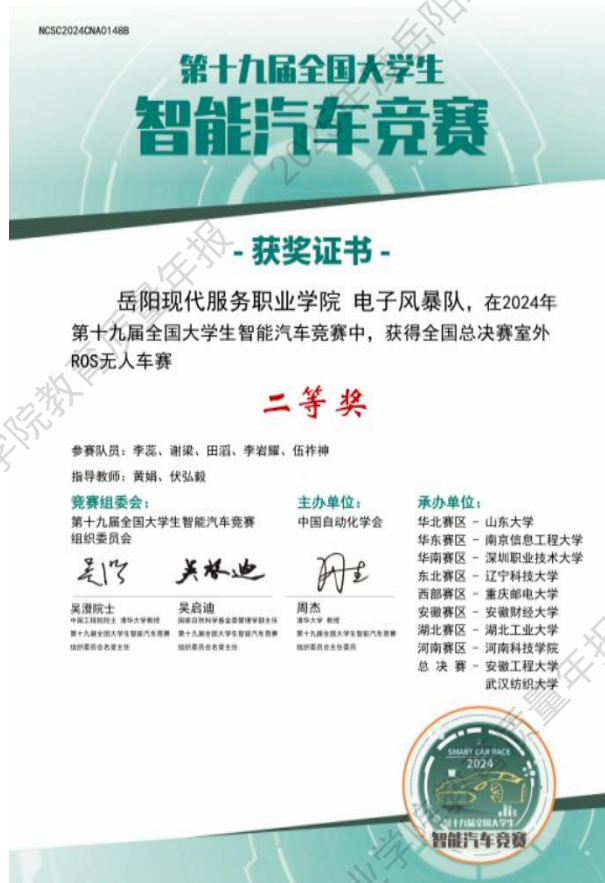 NCSC2024CNA0148B
第十九届全国大学生
智能汽车竞赛
- 获奖证书 -
岳阳现代服务职业学院 电子风暴队，在2024年
第十九届全国大学生智能汽车竞赛中，获得全国总决赛室外
ROS无人车赛
二等奖
参赛队员：李蕊、谢梁、田滔、李岩耀、伍祚神
指导教师：黄娟、伏弘毅
竞赛组委会：
第十九届全国大学生智能汽车竞赛
组织委员会
吴澄院士
中国工程院院士 清华大学教授
第十九届全国大学生智能汽车竞赛
组织委员会名誉主任
吴启迪
国家自然科学基金委管理学部主任
第十九届全国大学生智能汽车竞赛
组织委员会名誉主任
主办单位：
中国自动化学会
周杰
清华大学 教授
第十九届全国大学生智能汽车竞赛
组织委员会主任委员
承办单位：
华北赛区 - 山东大学
华东赛区 - 南京信息工程大学
华南赛区 - 深圳职业技术大学
东北赛区 - 辽宁科技大学
西部赛区 - 重庆邮电大学
安徽赛区 - 安徽财经大学
湖北赛区 - 湖北工业大学
河南赛区 - 河南科技学院
总 决 赛 - 安徽工程大学
武汉纺织大学
SMART CAR RACE
2024
第十九届全国大学生
智能汽车竞赛
学院教育质量年报